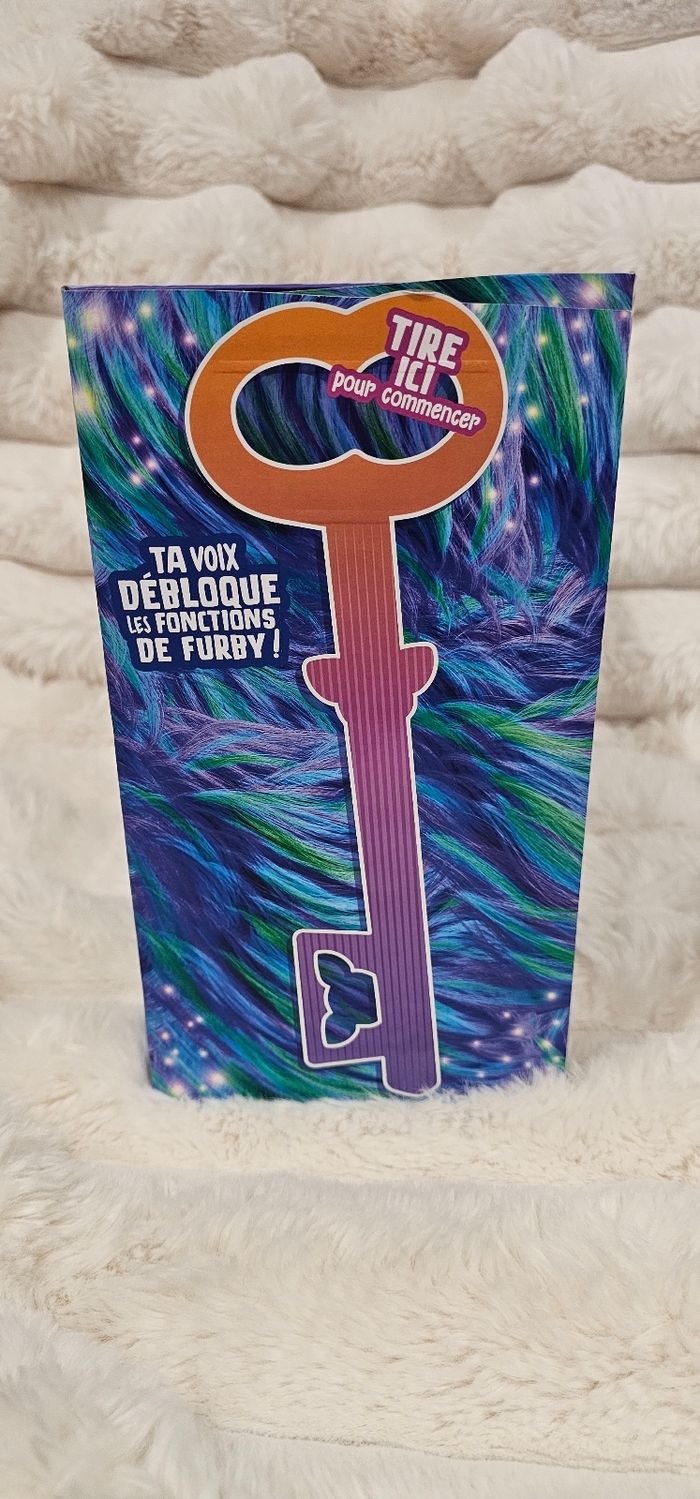 TIRE
ICI
pour commencer
TA VOIX
DÉBLOQUE
LES FONCTIONS
DE FURBY !